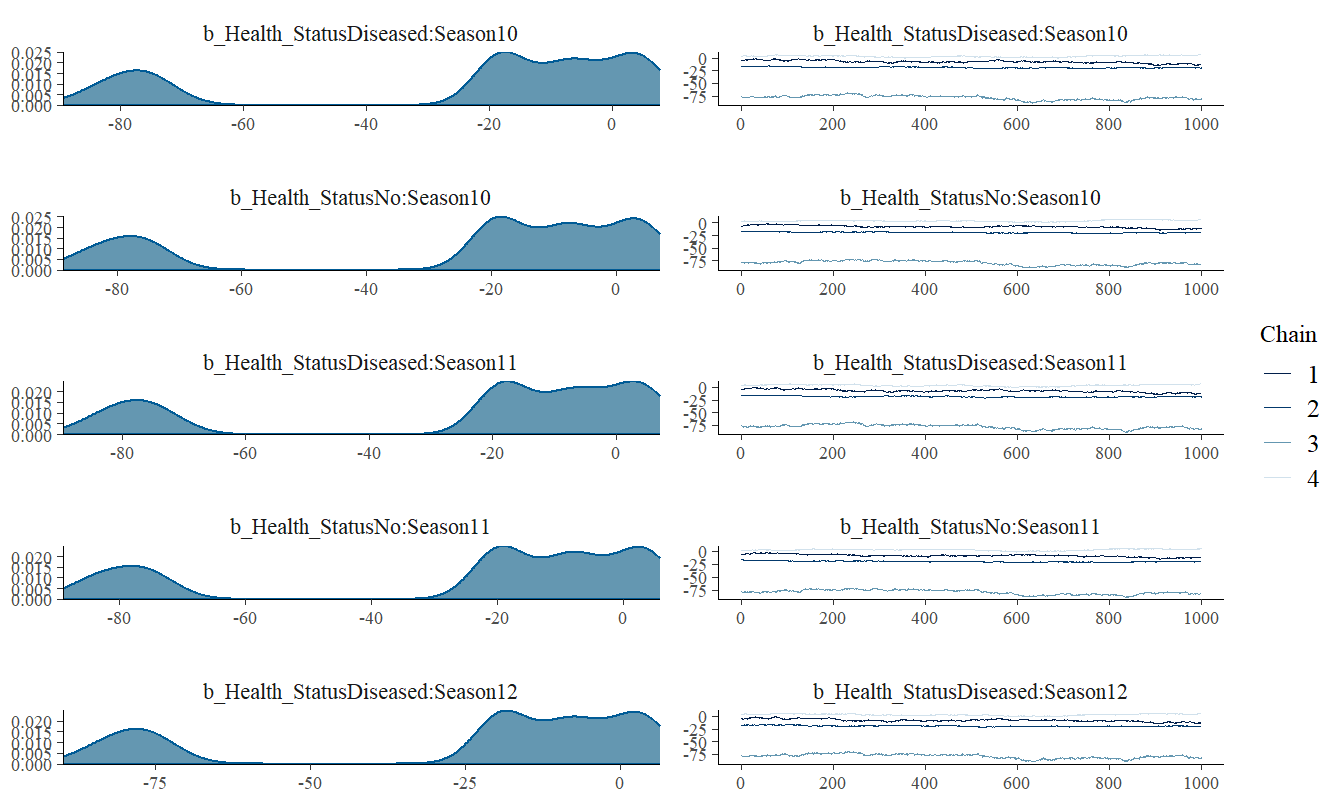 b_Health_StatusDiseased:Season10
0.025
0.020
0.015
0.010
0.005
0.000
-80 -60 -40 -20 0
b_Health_StatusDiseased:Season10
0
-25
-50
-75
0 200 400 600 800 1000
b_Health_StatusNo:Season10
0.025
0.020
0.015
0.010
0.005
0.000
-80 -60 -40 -20 0
b_Health_StatusNo:Season10
0
-25
-50
-75
0 200 400 600 800 1000
b_Health_StatusDiseased:Season11
0.020
0.015
0.010
0.005
0.000
-80 -60 -40 -20 0
b_Health_StatusDiseased:Season11
0
-25
-50
-75
0 200 400 600 800 1000
b_Health_StatusNo:Season11
0.020
0.015
0.010
0.005
0.000
-80 -60 -40 -20 0
b_Health_StatusNo:Season11
0
-25
-50
-75
0 200 400 600 800 1000
b_Health_StatusDiseased:Season12
0.020
0.015
0.010
0.005
0.000
-75 -50 -25 0
b_Health_StatusDiseased:Season12
0
-25
-50
-75
0 200 400 600 800 1000
Chain
1
2
3
4